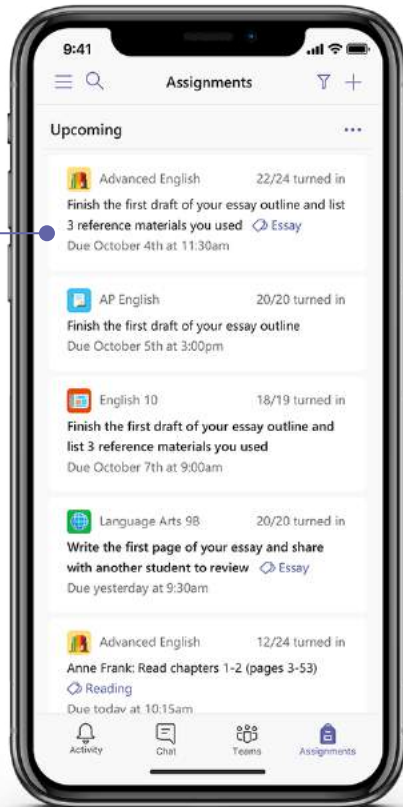 9:41
Assignments
Upcoming
Advanced English 22/24 turned in
Finish the first draft of your essay outline and list
3 reference materials you used Essay
Due October 4th at 11:30am
AP English 20/20 turned in
Finish the first draft of your essay outline
Due October 5th at 3:00pm
English 10 18/19 turned in
Finish the first draft of your essay outline and
list 3 reference materials you used
Due October 7th at 9:00am
Language Arts 9B 20/20 turned in
Write the first page of your essay and share
with another student to review Essay
Due yesterday at 9:30am
Advanced English 12/24 turned in
Anne Frank: Read chapters 1-2 (pages 3-53)
Reading
Due today at 10:15am
Activity Chat Teams Assignments